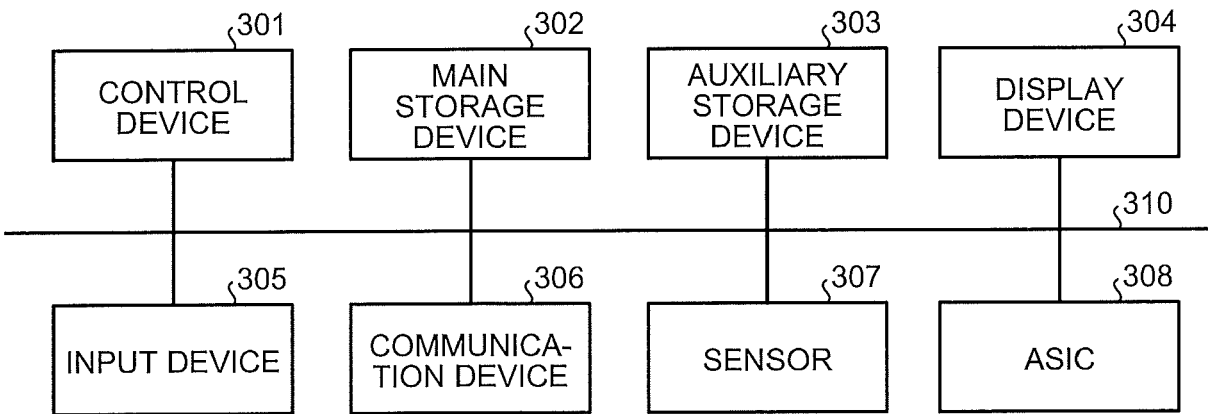 301
302
303
304
CONTROL
DEVICE
MAIN
STORAGE
DEVICE
AUXILIARY
STORAGE
DEVICE
DISPLAY
DEVICE
310
305
306
307
308
INPUT DEVICE
COMMUNICA-
TION DEVICE
SENSOR
ASIC